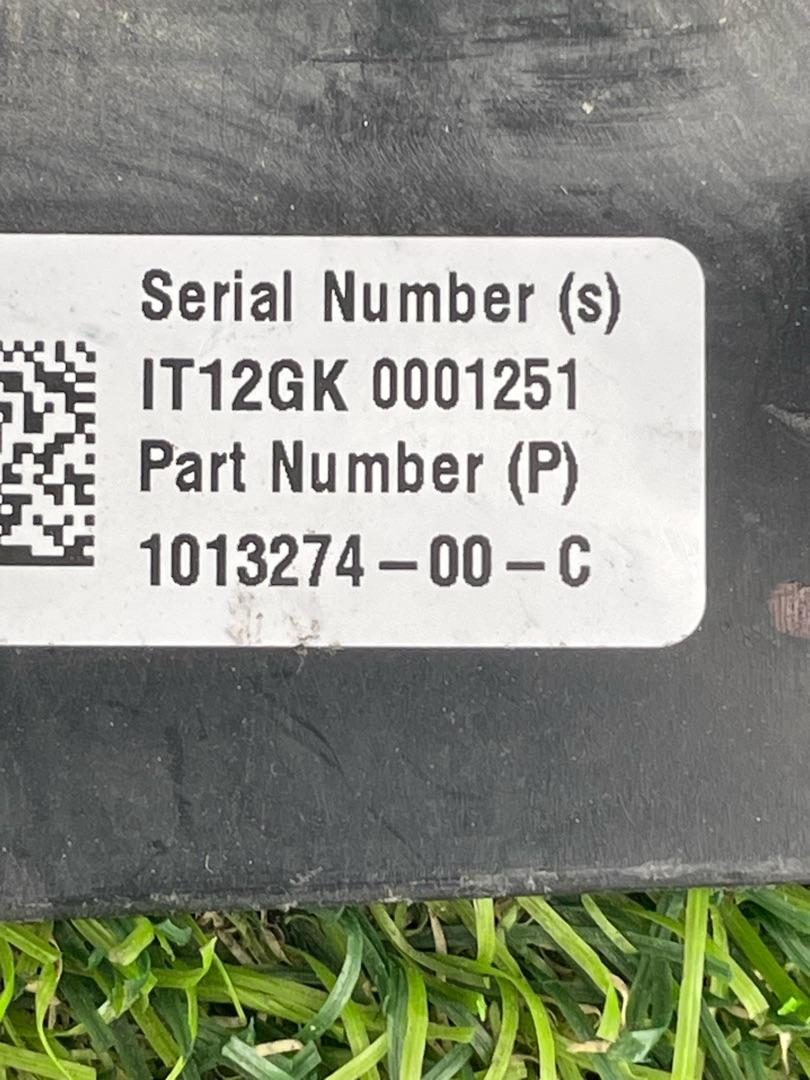 Serial Number (s)
IT12GK 0001251
Part Number (P)
1013274-00-C